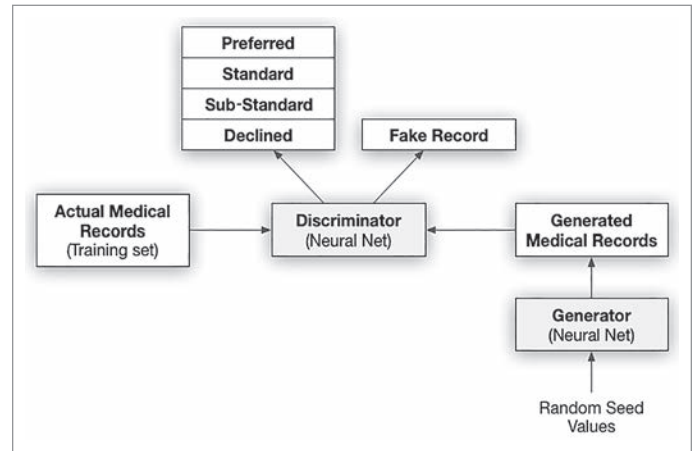 Preferred
Standard
Sub-Standard
Declined
Fake Record
Actual Medical
Records
(Training set)
Discriminator
(Neural Net)
Generated
Medical Records
Generator
(Neural Net)
Random Seed
Values